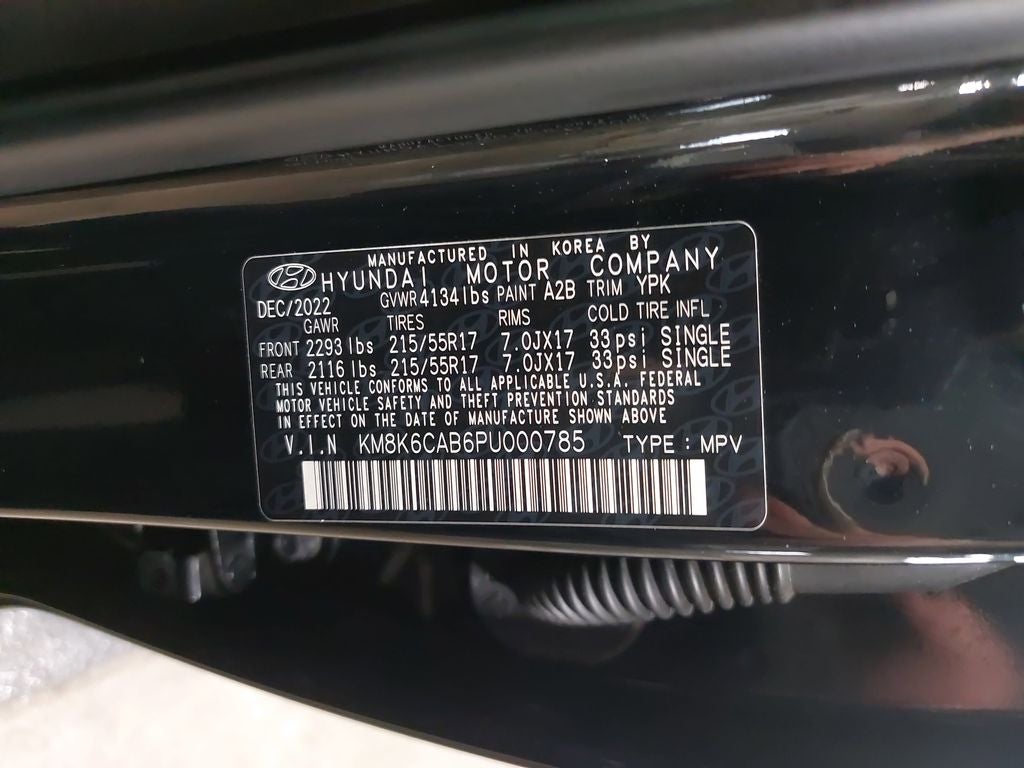 MANUFACTURED IN KOREA BY
HYUNDAI MOTOR COMPANY
DEC/2022 GVWR 4134lbs PAINT A2B TRIM YPK
GAWR TIRES RIMS COLD TIRE INFL
FRONT 2293 lbs 215/55R17 7.0JX17 33psi SINGLE
REAR 2116 lbs 215/55R17 7.0JX17 33psi SINGLE
THIS VEHICLE CONFORMS TO ALL APPLICABLE U.S.A. FEDERAL
MOTOR VEHICLE SAFETY AND THEFT PREVENTION STANDARDS
IN EFFECT ON THE DATE OF MANUFACTURE SHOWN ABOVE
V.I.N KM8K6CAB6PU000785 TYPE : MPV